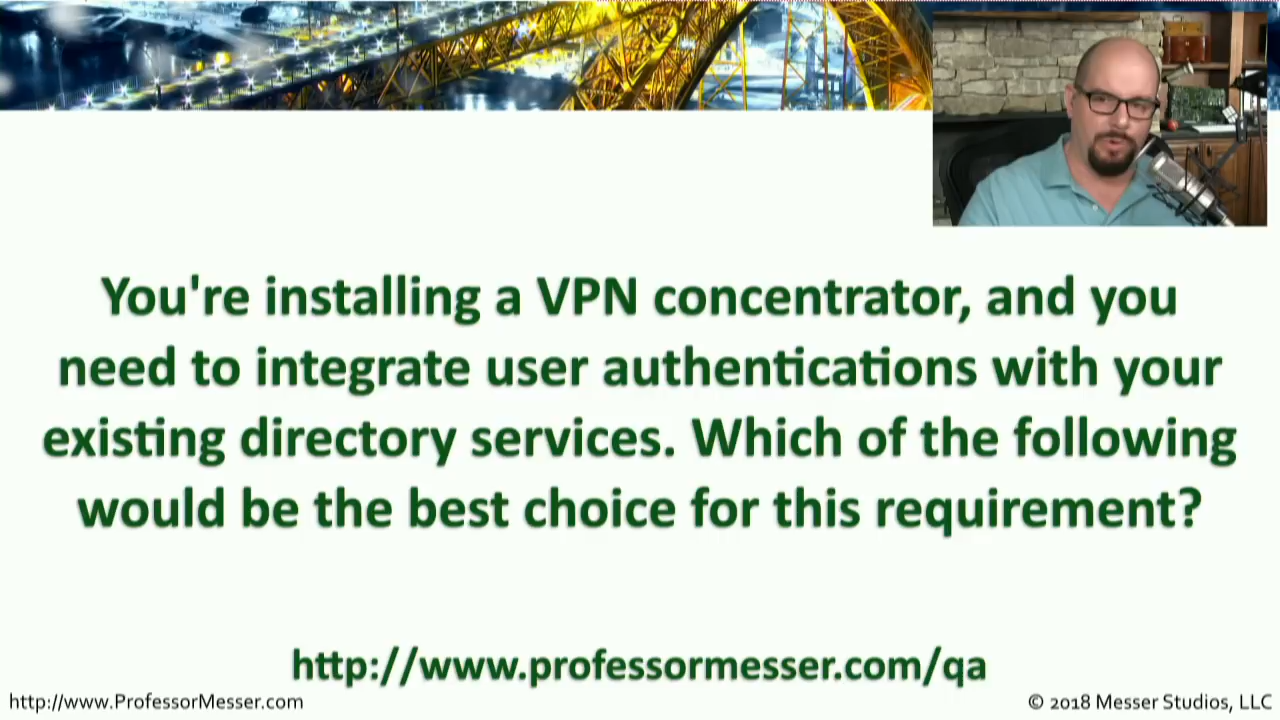 You're installing a VPN concentrator, and you
need to integrate user authentications with your
existing directory services. Which of the following
would be the best choice for this requirement?
http://www.professormesser.com/qa
http://www.ProfessorMesser.com
© 2018 Messer Studios, LLC